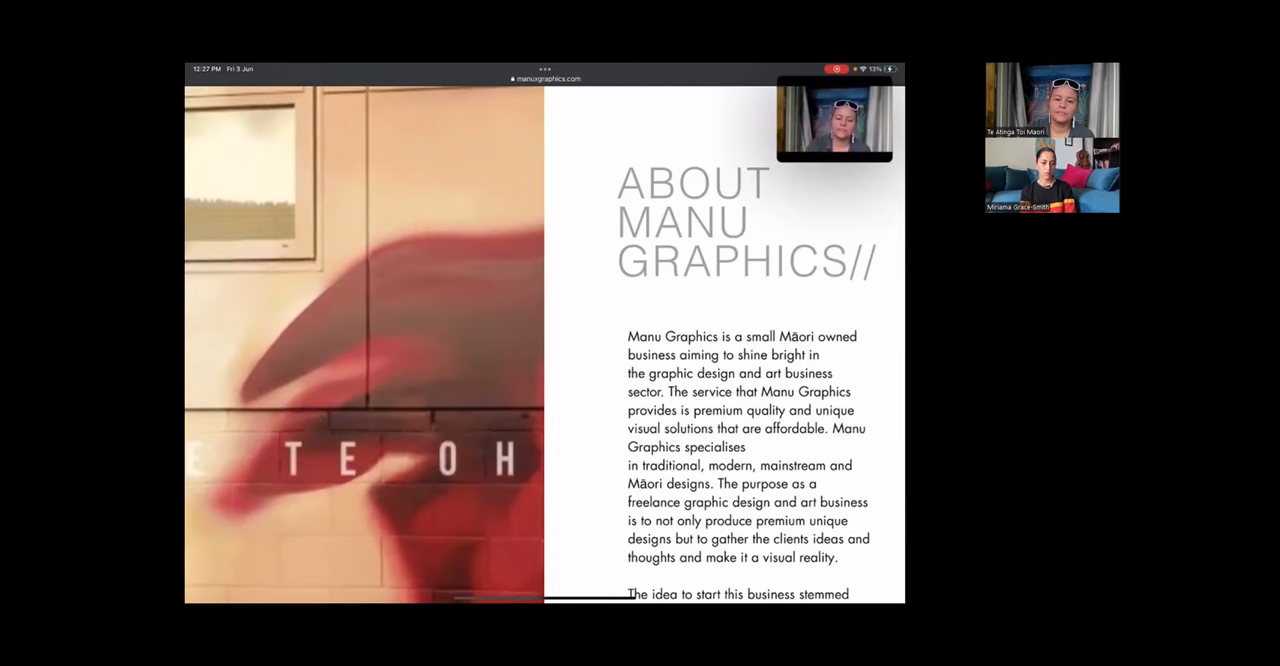 12:27 PM Fri 3 Jun
manuxgraphics.com
13%
E TE OH
ABOUT
MANU
GRAPHICS//
Manu Graphics is a small Māori owned
business aiming to shine bright in
the graphic design and art business
sector. The service that Manu Graphics
provides is premium quality and unique
visual solutions that are affordable. Manu
Graphics specialises
in traditional, modern, mainstream and
Māori designs. The purpose as a
freelance graphic design and art business
is to not only produce premium unique
designs but to gather the clients ideas and
thoughts and make it a visual reality.
The idea to start this business stemmed
Te Atinga Toi Maori
Miriama Grace-Smith